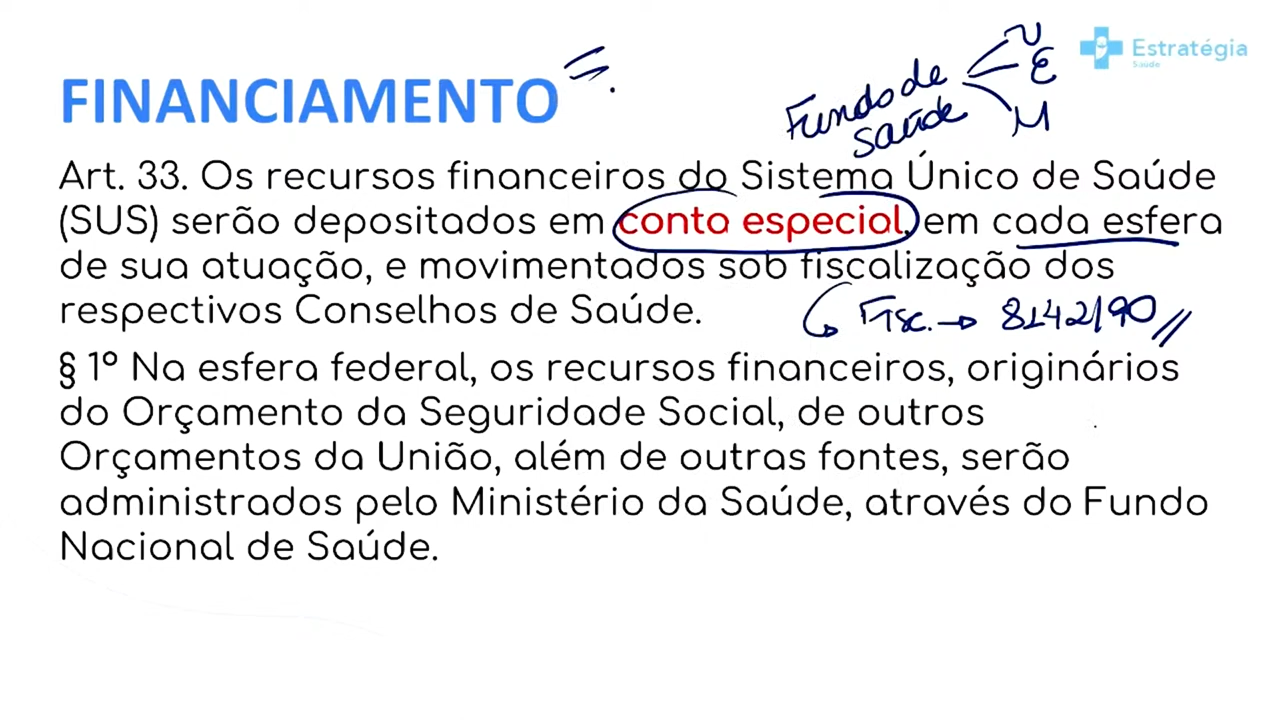 Estratégia
Saúde
FINANCIAMENTO
Fundo de
saúde
U
E
M
Art. 33. Os recursos financeiros do Sistema Único de Saúde
(SUS) serão depositados em conta especial, em cada esfera
de sua atuação, e movimentados sob fiscalização dos
respectivos Conselhos de Saúde.
Fisc. → 8142/90
§ 1º Na esfera federal, os recursos financeiros, originários
do Orçamento da Seguridade Social, de outros
Orçamentos da União, além de outras fontes, serão
administrados pelo Ministério da Saúde, através do Fundo
Nacional de Saúde.